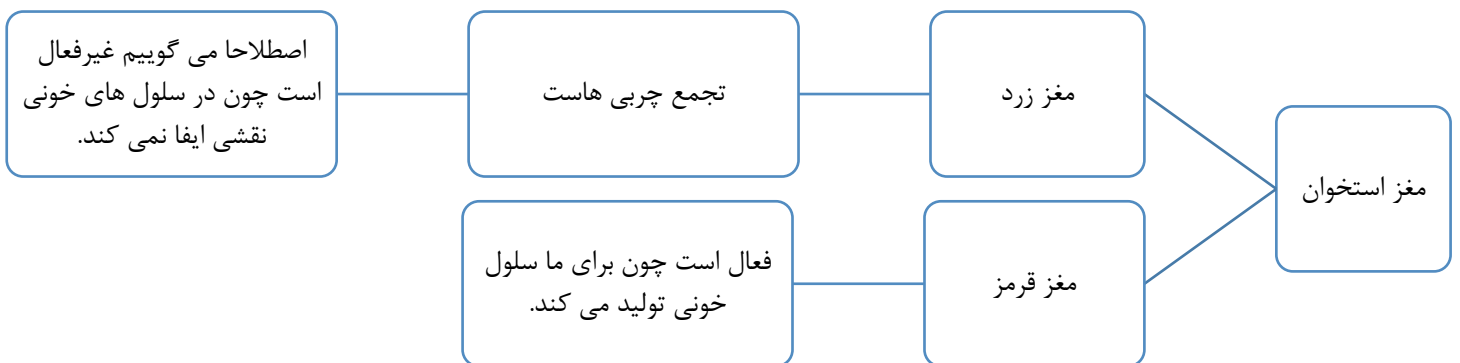 مغز استخوان
مغز زرد
تجمع چربی هاست
اصطلاحا می گوییم غیرفعال
است چون در سلول های خونی
نقشی ایفا نمی کند.
مغز قرمز
فعال است چون برای ما سلول
خونی تولید می کند.